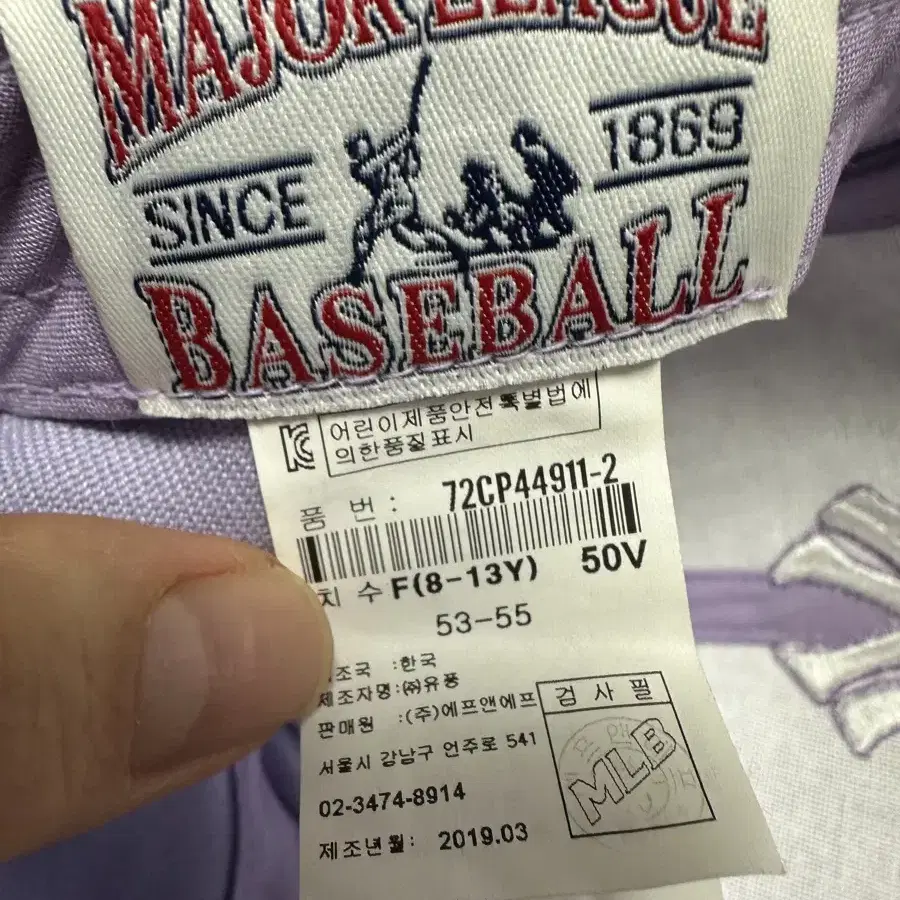 MAJOR LEAGUE
SINCE
1869
BASEBALL
어린이제품안전특별법에
의한품질표시
품 번 : 72CP44911-2
치 수 F(8-13Y) 50V
53-55
제조국 : 한국
제조자명 : ㈜유풍
판매원 : (주)에프앤에프
서울시 강남구 언주로 541
02-3474-8914
제조년월 : 2019.03
검 사 필
MLB